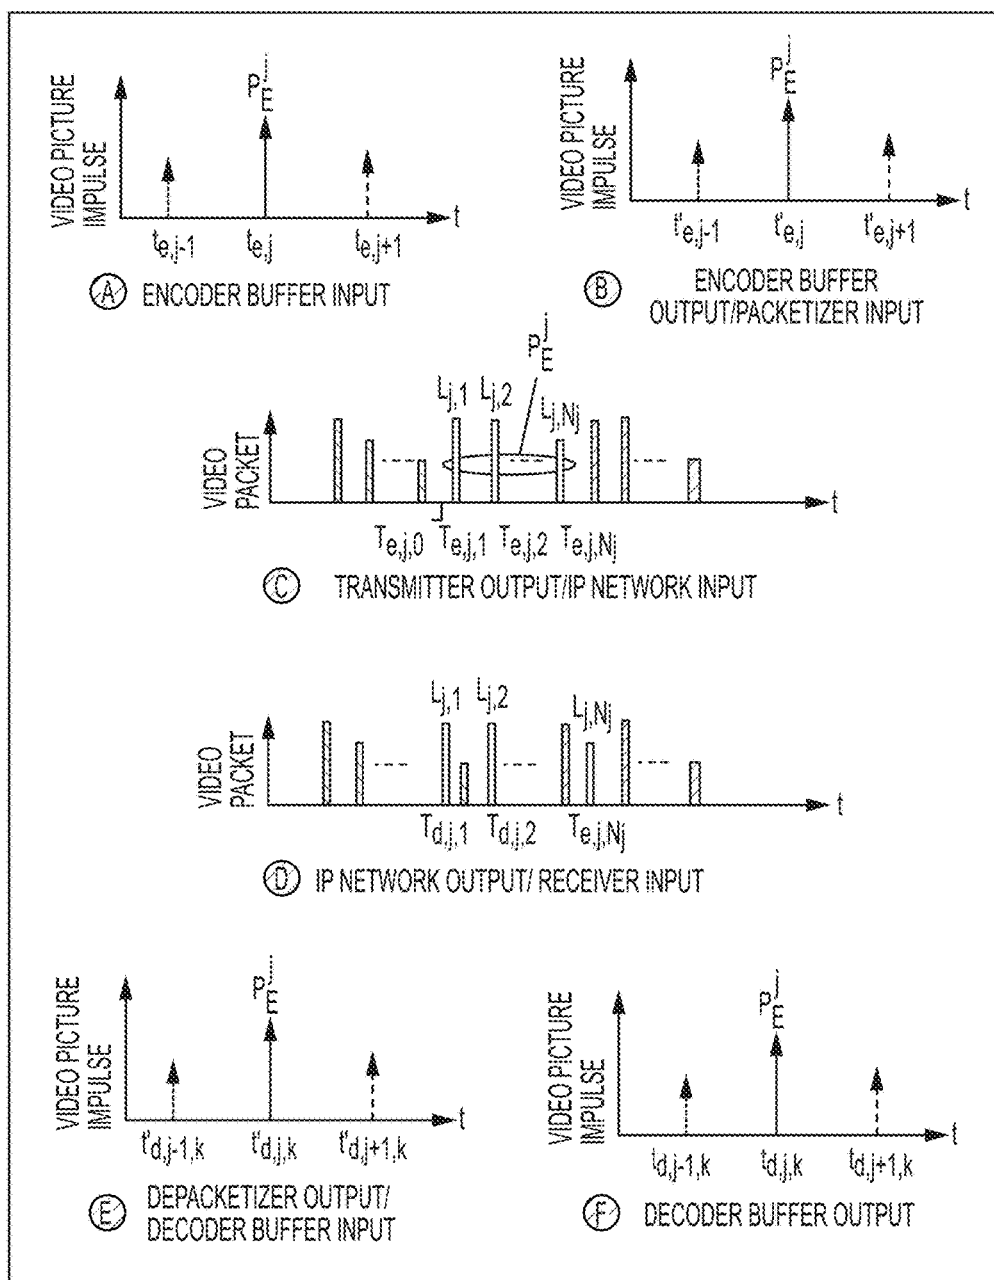 VIDEO PICTURE
IMPULSE
P_E^j
t
t_e,j-1
t_e,j
t_e,j+1
A ENCODER BUFFER INPUT
VIDEO PICTURE
IMPULSE
P_E^j
t
t'_e,j-1
t'_e,j
t'_e,j+1
B ENCODER BUFFER
OUTPUT/PACKETIZER INPUT
VIDEO
PACKET
P_E^j
L_j,1
L_j,2
L_j,Nj
t
T_e,j,0
T_e,j,1
T_e,j,2
T_e,j,Nj
C TRANSMITTER OUTPUT/IP NETWORK INPUT
VIDEO
PACKET
L_j,1
L_j,2
L_j,Nj
t
T_d,j,1
T_d,j,2
T_e,j,Nj
D IP NETWORK OUTPUT/ RECEIVER INPUT
VIDEO PICTURE
IMPULSE
P_E^j
t
t'_d,j-1,k
t'_d,j,k
t'_d,j+1,k
E DEPACKETIZER OUTPUT/
DECODER BUFFER INPUT
VIDEO PICTURE
IMPULSE
P_E^j
t
t_d,j-1,k
t_d,j,k
t_d,j+1,k
F DECODER BUFFER OUTPUT